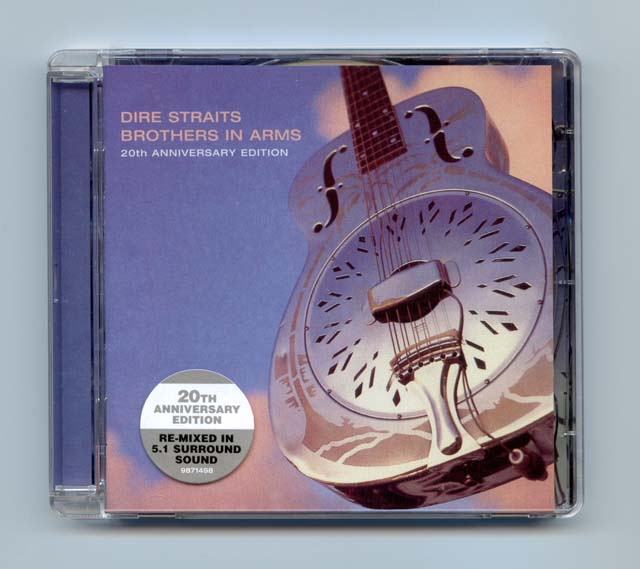 DIRE STRAITS
BROTHERS IN ARMS
20th ANNIVERSARY EDITION
20TH
ANNIVERSARY
EDITION
RE-MIXED IN
5.1 SURROUND
SOUND
9871498